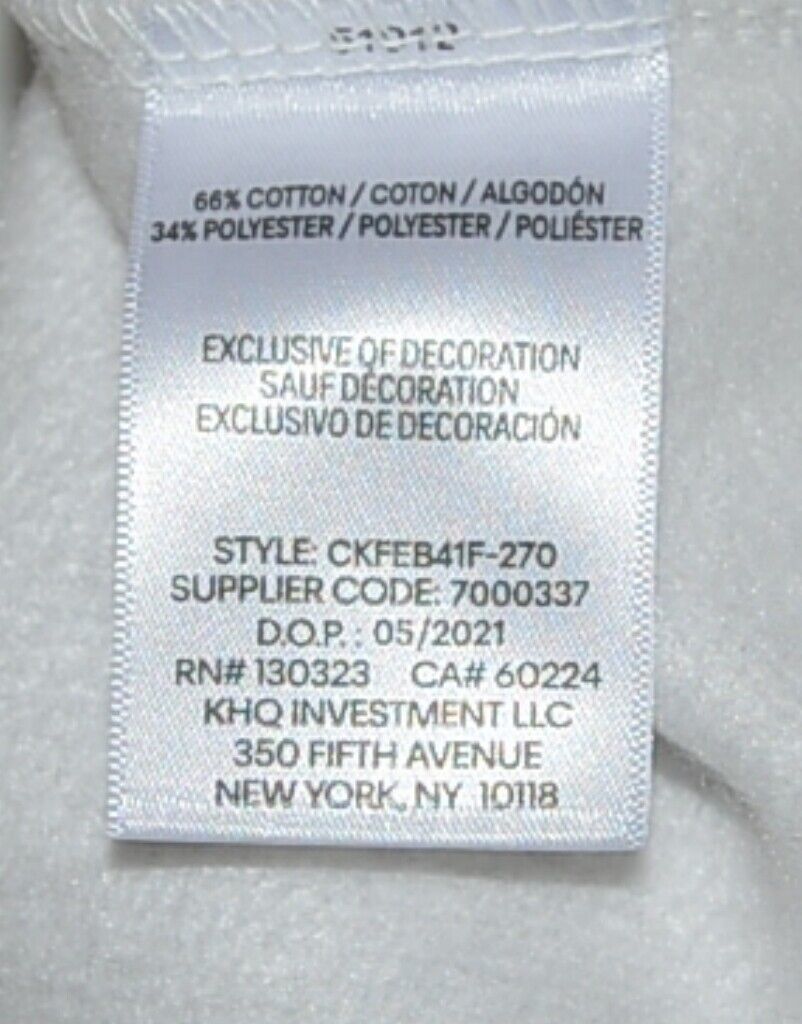 66% COTTON / COTON / ALGODÓN
34% POLYESTER / POLYESTER / POLIÉSTER
EXCLUSIVE OF DECORATION
SAUF DÉCORATION
EXCLUSIVO DE DECORACIÓN
STYLE: CKFEB41F-270
SUPPLIER CODE: 7000337
D.O.P. : 05/2021
RN# 130323 CA# 60224
KHQ INVESTMENT LLC
350 FIFTH AVENUE
NEW YORK, NY 10118